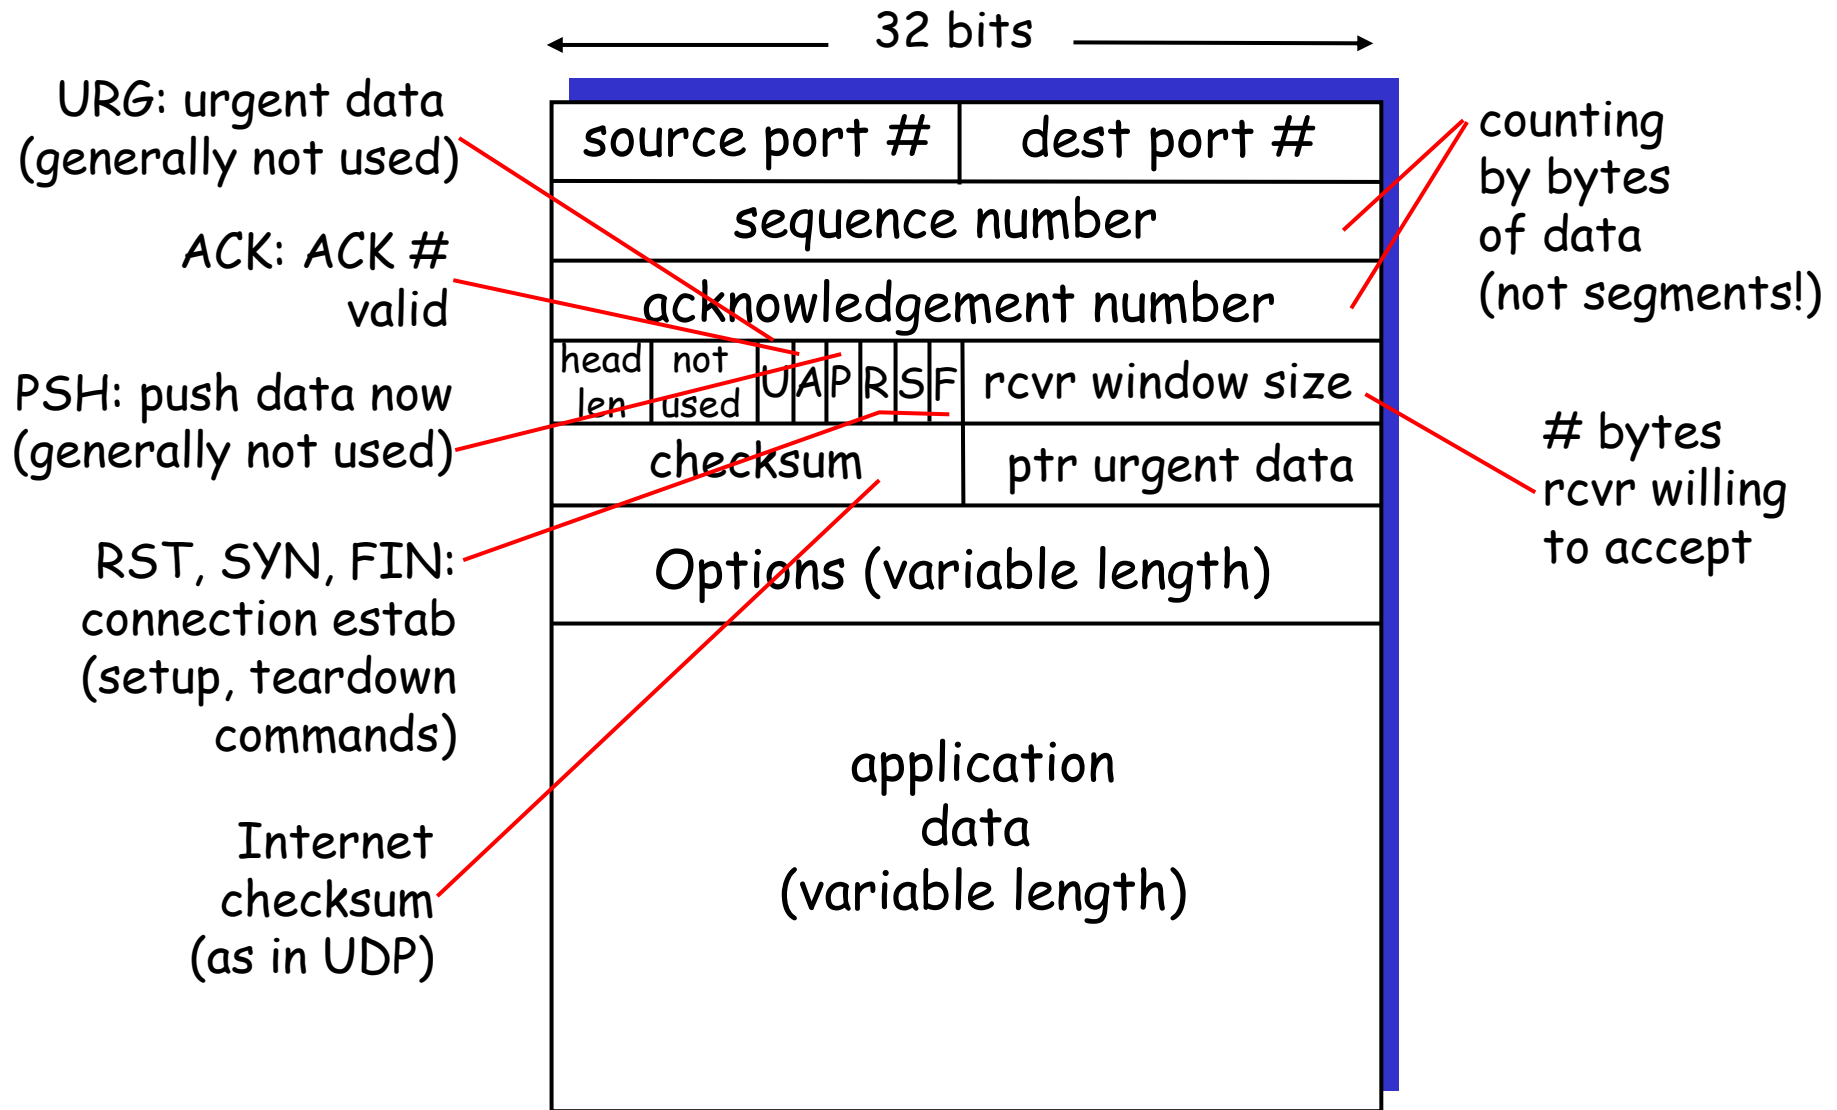 32 bits
URG: urgent data
(generally not used)
ACK: ACK #
valid
PSH: push data now
(generally not used)
RST, SYN, FIN:
connection estab
(setup, teardown
commands)
Internet
checksum
(as in UDP)
source port #
dest port #
sequence number
acknowledgement number
head
len
not
used
U
A
P
R
S
F
rcvr window size
checksum
ptr urgent data
Options (variable length)
application
data
(variable length)
counting
by bytes
of data
(not segments!)
# bytes
rcvr willing
to accept